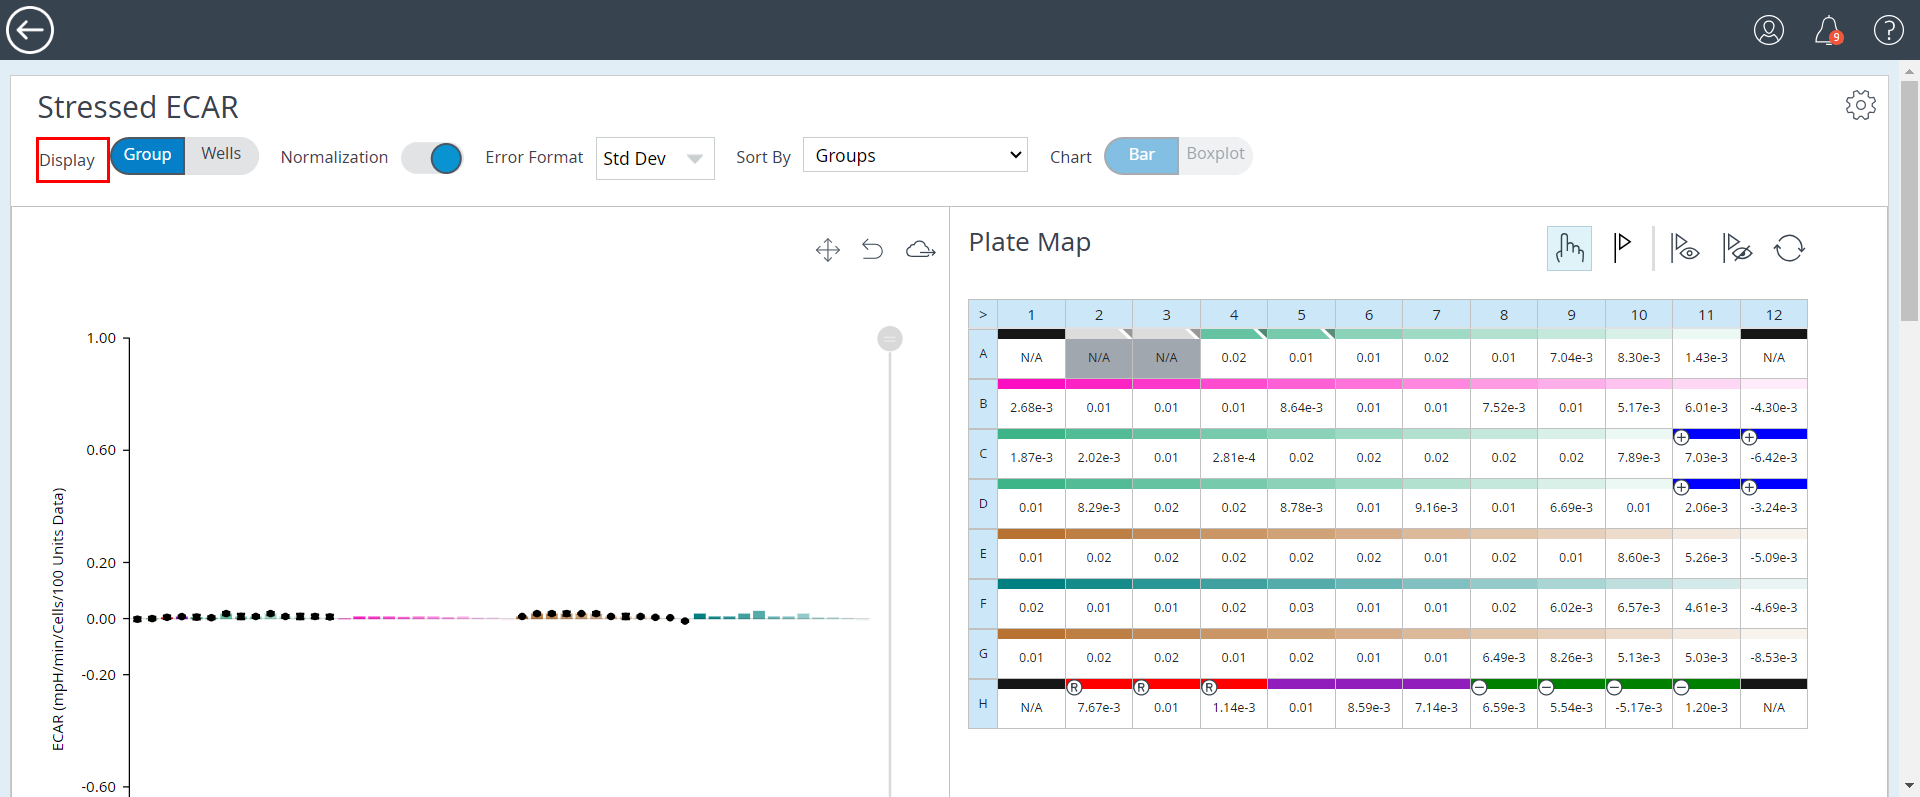 9
Stressed ECAR
Display Group Wells Normalization Error Format Std Dev Sort By Groups Chart Bar Boxplot
1.00
0.60
0.20
0.00
-0.20
-0.60
ECAR (mpH/min/Cells/100 Units Data)
Plate Map
> 1 2 3 4 5 6 7 8 9 10 11 12
A N/A N/A N/A 0.02 0.01 0.01 0.02 0.01 7.04e-3 8.30e-3 1.43e-3 N/A
B 2.68e-3 0.01 0.01 0.01 8.64e-3 0.01 0.01 7.52e-3 0.01 5.17e-3 6.01e-3 -4.30e-3
C 1.87e-3 2.02e-3 0.01 2.81e-4 0.02 0.02 0.02 0.02 0.02 7.89e-3 7.03e-3 -6.42e-3
D 0.01 8.29e-3 0.02 0.02 8.78e-3 0.01 9.16e-3 0.01 6.69e-3 0.01 2.06e-3 -3.24e-3
E 0.01 0.02 0.02 0.02 0.02 0.02 0.01 0.02 0.01 8.60e-3 5.26e-3 -5.09e-3
F 0.02 0.01 0.01 0.02 0.03 0.01 0.01 0.02 6.02e-3 6.57e-3 4.61e-3 -4.69e-3
G 0.01 0.02 0.02 0.01 0.02 0.01 0.01 6.49e-3 8.26e-3 5.13e-3 5.03e-3 -8.53e-3
R R R
H N/A 7.67e-3 0.01 1.14e-3 0.01 8.59e-3 7.14e-3 6.59e-3 5.54e-3 -5.17e-3 1.20e-3 N/A